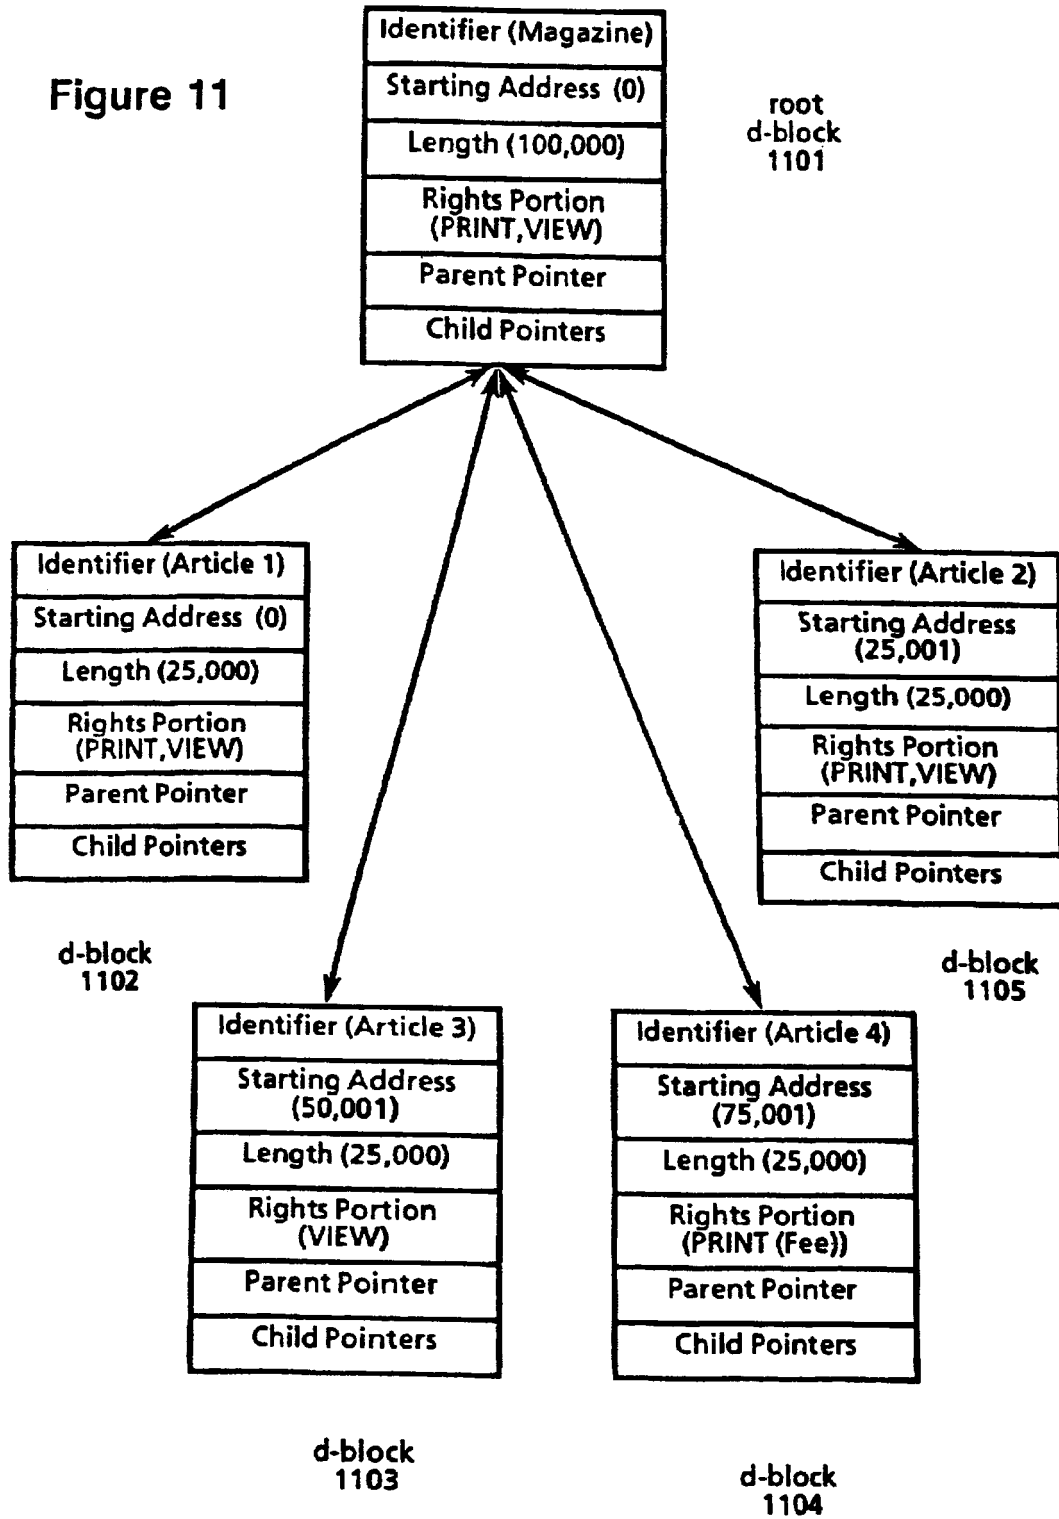 Figure 11
Identifier (Magazine)
Starting Address (0)
Length (100,000)
Rights Portion
(PRINT,VIEW)
Parent Pointer
Child Pointers
root
d-block
1101
Identifier (Article 1)
Starting Address (0)
Length (25,000)
Rights Portion
(PRINT,VIEW)
Parent Pointer
Child Pointers
d-block
1102
Identifier (Article 2)
Starting Address
(25,001)
Length (25,000)
Rights Portion
(PRINT,VIEW)
Parent Pointer
Child Pointers
d-block
1105
Identifier (Article 3)
Starting Address
(50,001)
Length (25,000)
Rights Portion
(VIEW)
Parent Pointer
Child Pointers
d-block
1103
Identifier (Article 4)
Starting Address
(75,001)
Length (25,000)
Rights Portion
(PRINT (Fee))
Parent Pointer
Child Pointers
d-block
1104